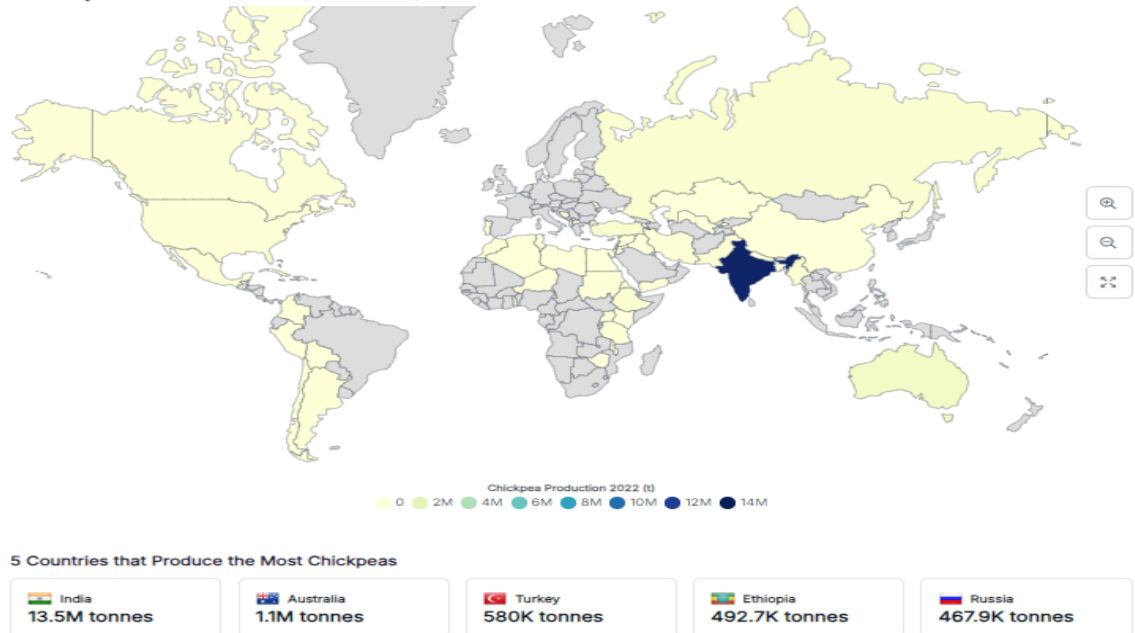 Chickpea Production 2022 (t)
0 2M 4M 6M 8M 10M 12M 14M
5 Countries that Produce the Most Chickpeas
India
13.5M tonnes
Australia
1.1M tonnes
Turkey
580K tonnes
Ethiopia
492.7K tonnes
Russia
467.9K tonnes